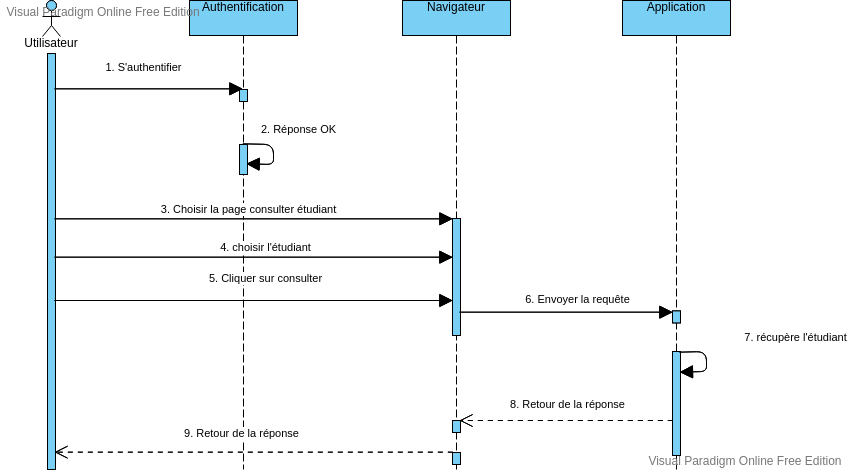 Visual Paradigm Online Free Edition
Authentification
Navigateur
Application
Utilisateur
1. S'authentifier
2. Réponse OK
3. Choisir la page consulter étudiant
4. choisir l'étudiant
5. Cliquer sur consulter
6. Envoyer la requête
7. récupère l'étudiant
8. Retour de la réponse
9. Retour de la réponse
Visual Paradigm Online Free Edition